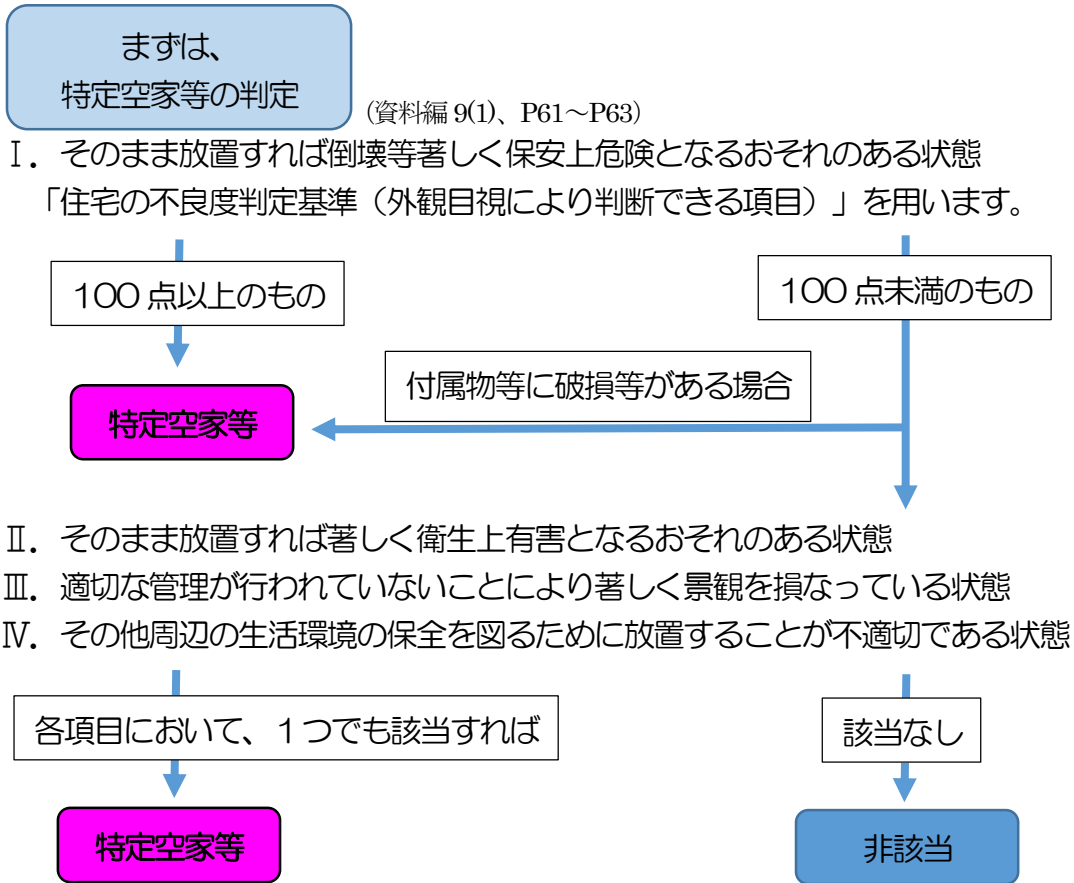 まずは、
特定空家等の判定
(資料編 9(1)、P61～P63)
Ⅰ．そのまま放置すれば倒壊等著しく保安上危険となるおそれのある状態
「住宅の不良度判定基準（外観目視により判断できる項目）」を用います。
100 点以上のもの
100 点未満のもの
付属物等に破損等がある場合
特定空家等
Ⅱ．そのまま放置すれば著しく衛生上有害となるおそれのある状態
Ⅲ．適切な管理が行われていないことにより著しく景観を損なっている状態
Ⅳ．その他周辺の生活環境の保全を図るために放置することが不適切である状態
各項目において、１つでも該当すれば
該当なし
特定空家等
非該当